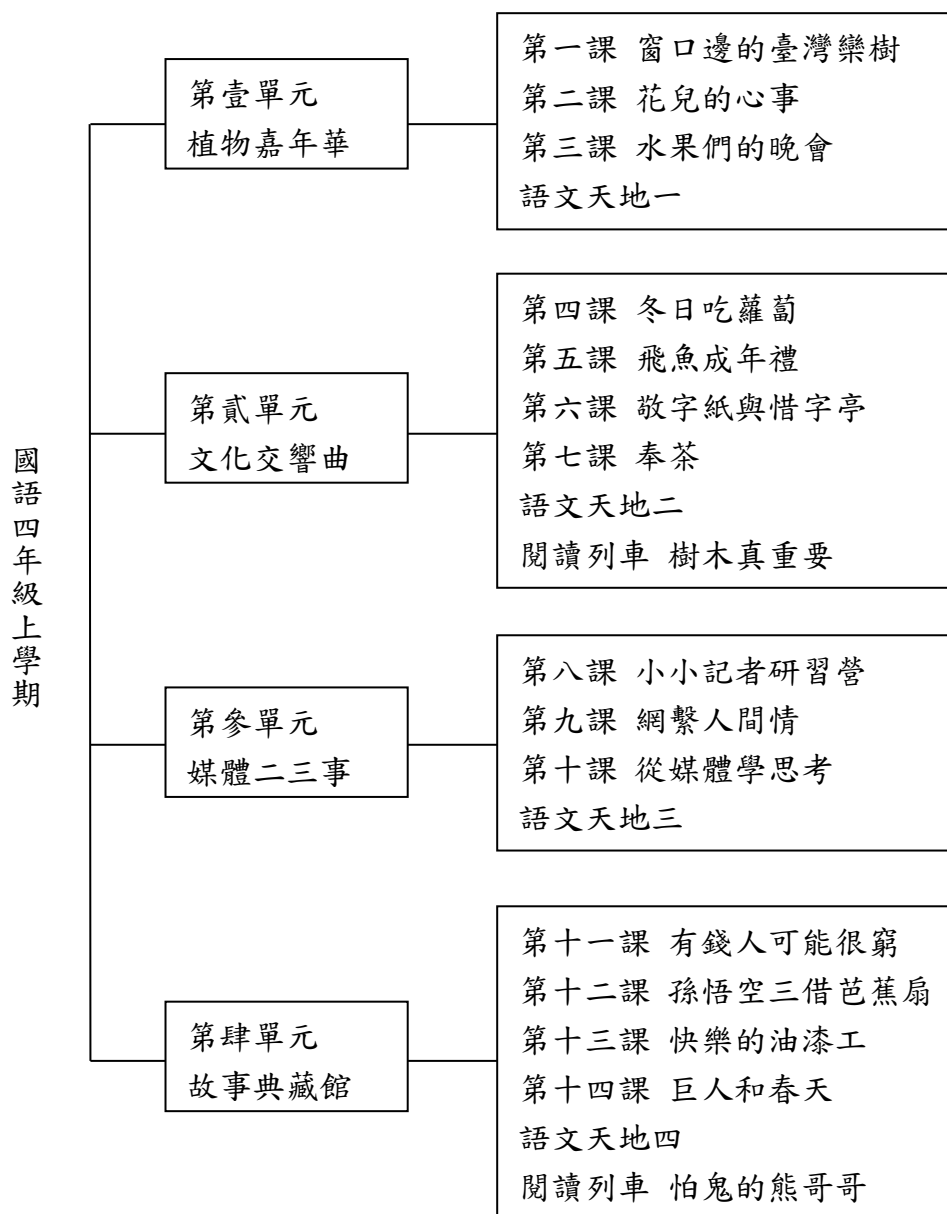 國語四年級上學期
第壹單元
植物嘉年華
第一課 窗口邊的臺灣欒樹
第二課 花兒的心事
第三課 水果們的晚會
語文天地一
第貳單元
文化交響曲
第四課 冬日吃蘿蔔
第五課 飛魚成年禮
第六課 敬字紙與惜字亭
第七課 奉茶
語文天地二
閱讀列車 樹木真重要
第參單元
媒體二三事
第八課 小小記者研習營
第九課 網繫人間情
第十課 從媒體學思考
語文天地三
第肆單元
故事典藏館
第十一課 有錢人可能很窮
第十二課 孫悟空三借芭蕉扇
第十三課 快樂的油漆工
第十四課 巨人和春天
語文天地四
閱讀列車 怕鬼的熊哥哥